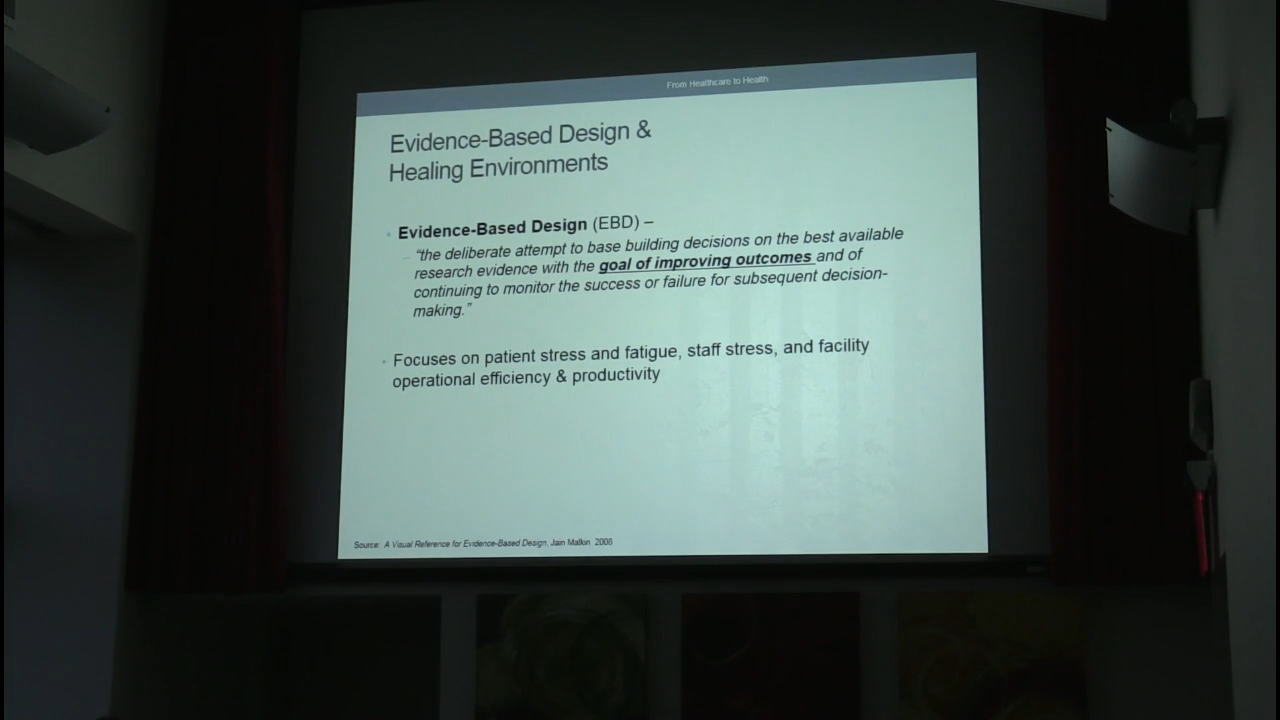 From Healthcare to Health
Evidence-Based Design &
Healing Environments
Evidence-Based Design (EBD) –
“the deliberate attempt to base building decisions on the best available
research evidence with the goal of improving outcomes and of
continuing to monitor the success or failure for subsequent decision-
making.”
Focuses on patient stress and fatigue, staff stress, and facility
operational efficiency & productivity
Source: A Visual Reference for Evidence-Based Design, Jain Malkin 2008